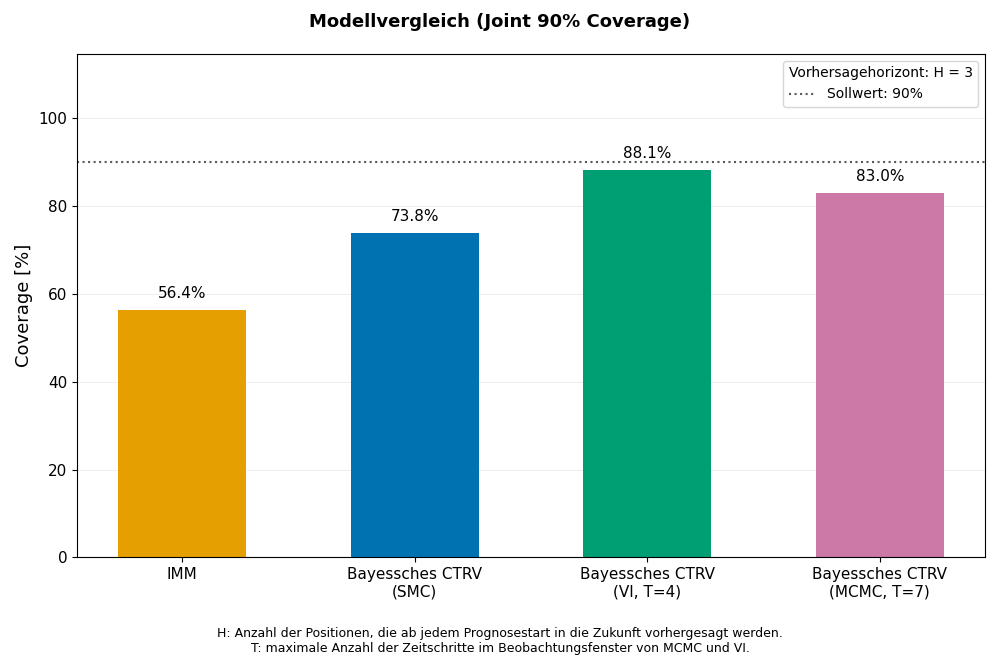 Modellvergleich (Joint 90% Coverage)
Vorhersagehorizont: H = 3
Sollwert: 90%
Coverage [%]
100
80
60
40
20
0
56.4%
73.8%
88.1%
83.0%
IMM
Bayessches CTRV
(SMC)
Bayessches CTRV
(VI, T=4)
Bayessches CTRV
(MCMC, T=7)
H: Anzahl der Positionen, die ab jedem Prognosestart in die Zukunft vorhergesagt werden.
T: maximale Anzahl der Zeitschritte im Beobachtungsfenster von MCMC und VI.